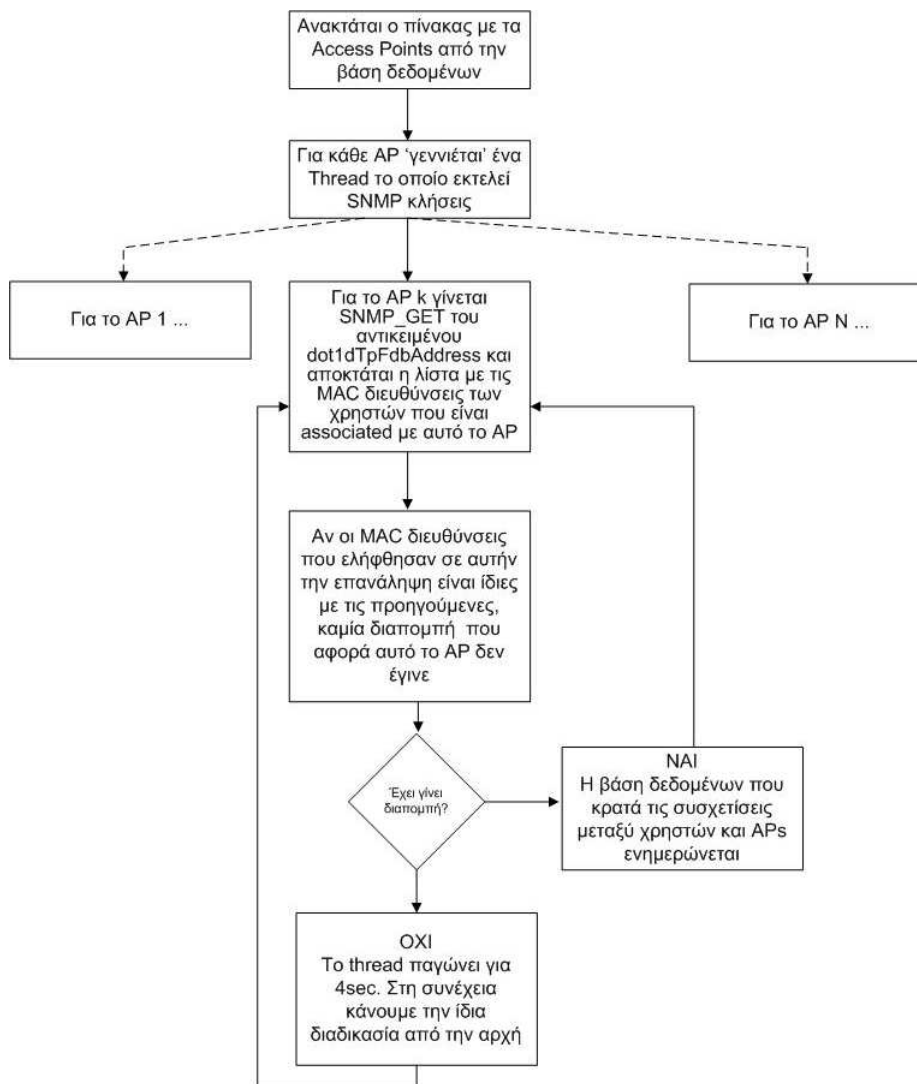 Ανακτάται ο πίνακας με τα
Access Points από την
βάση δεδομένων
Για κάθε AP ‘γεννιέται’ ένα
Thread το οποίο εκτελεί
SNMP κλήσεις
Για το AP 1 ...
Για το AP k γίνεται
SNMP_GET του
αντικειμένου
dot1dTpFdbAddress και
αποκτάται η λίστα με τις
MAC διευθύνσεις των
χρηστών που είναι
associated με αυτό το AP
Για το AP N ...
Αν οι MAC διευθύνσεις
που ελήφθησαν σε αυτήν
την επανάληψη είναι ίδιες
με τις προηγούμενες,
καμία διαπομπή που
αφορά αυτό το AP δεν
έγινε
Έχει γίνει
διαπομπή?
ΝΑΙ
Η βάση δεδομένων που
κρατά τις συσχετίσεις
μεταξύ χρηστών και APs
ενημερώνεται
ΟΧΙ
Το thread παγώνει για
4sec. Στη συνέχεια
κάνουμε την ίδια
διαδικασία από την αρχή